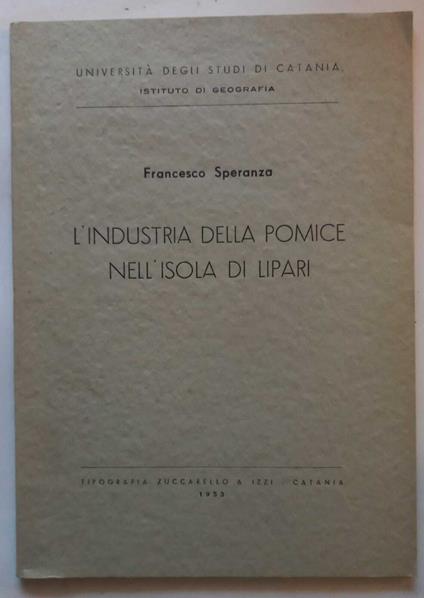 UNIVERSITÀ DEGLI STUDI DI CATANIA
ISTITUTO DI GEOGRAFIA
Francesco Speranza
L'INDUSTRIA DELLA POMICE
NELL'ISOLA DI LIPARI
TIPOGRAFIA ZUCCARELLO & IZZI - CATANIA
1953